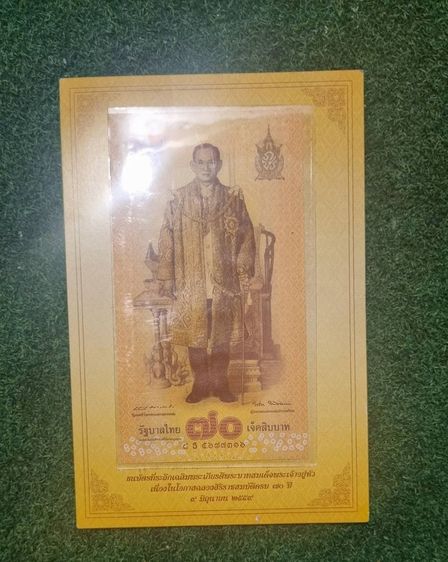 รัฐบาลไทย ๗๐ เจ็ดสิบบาท
ธนบัตรที่ระลึกเฉลิมพระเกียรติพระบาทสมเด็จพระเจ้าอยู่หัว
เนื่องในโอกาสฉลองสิริราชสมบัติครบ ๗๐ ปี
๙ มิถุนายน ๒๕๕๙